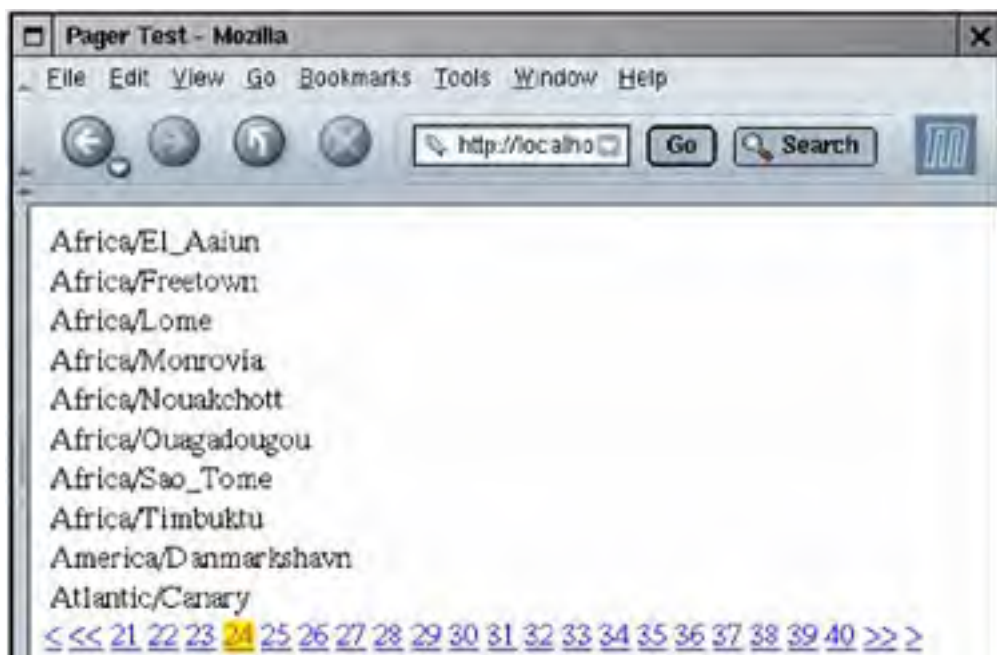 Pager Test - Mozilla
File Edit View Go Bookmarks Tools Window Help
http://localho Go Search
Africa/El_Aaiun
Africa/Freetown
Africa/Lome
Africa/Monrovia
Africa/Nouakchott
Africa/Ouagadougou
Africa/Sao_Tome
Africa/Timbuktu
America/Danmarkshavn
Atlantic/Canary
< << 21 22 23 24 25 26 27 28 29 30 31 32 33 34 35 36 37 38 39 40 >> >